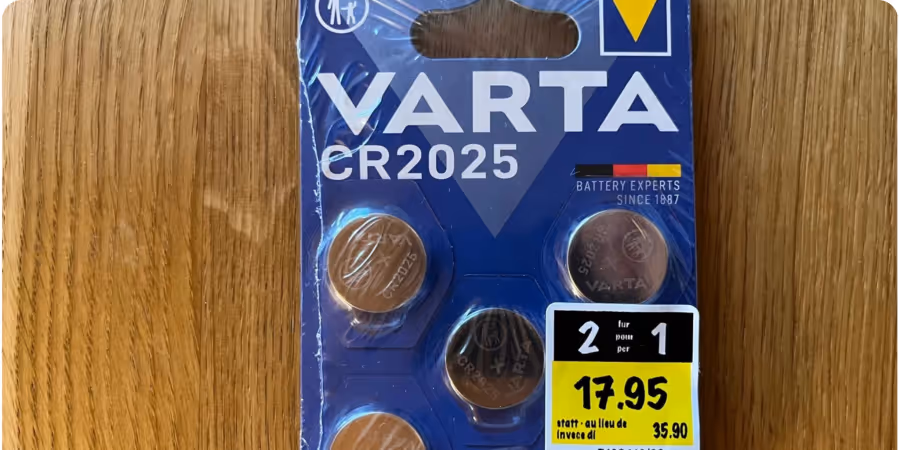 VARTA
CR2025
BATTERY EXPERTS
SINCE 1887
CR2025
CR2025
VARTA
2 für pour per 1
17.95
statt · au lieu de
invece di 35.90